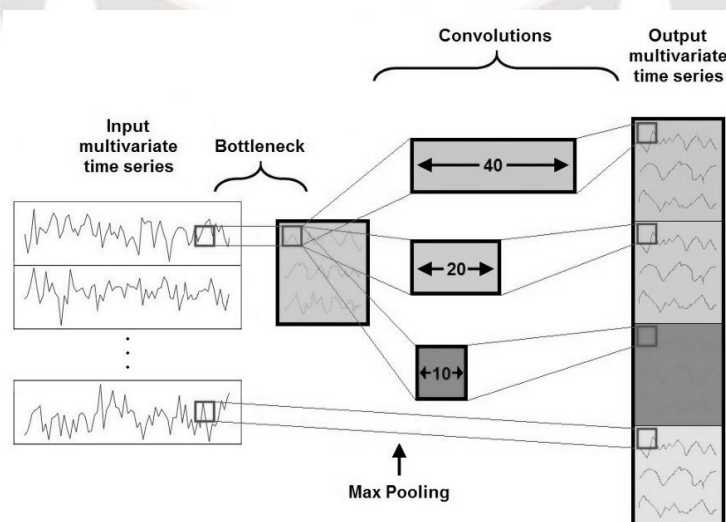 Convolutions
Output
multivariate
time series
Input
multivariate
time series
Bottleneck
40
20
10
Max Pooling